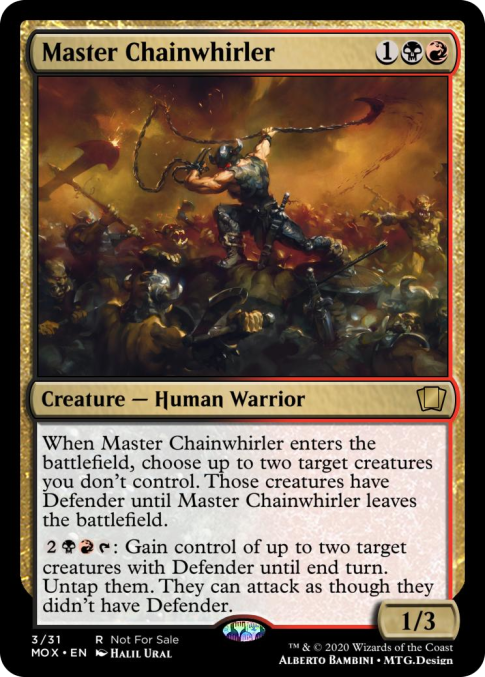 Master Chainwhirler 1
Creature — Human Warrior
When Master Chainwhirler enters the
battlefield, choose up to two target creatures
you don't control. Those creatures have
Defender until Master Chainwhirler leaves
the battlefield.
2 : Gain control of up to two target
creatures with Defender until end turn.
Untap them. They can attack as though they
didn't have Defender.
1/3
3/31 R Not For Sale
MOX • EN Halil Ural
™ & © 2020 Wizards of the Coast
Alberto Bambini • MTG.Design